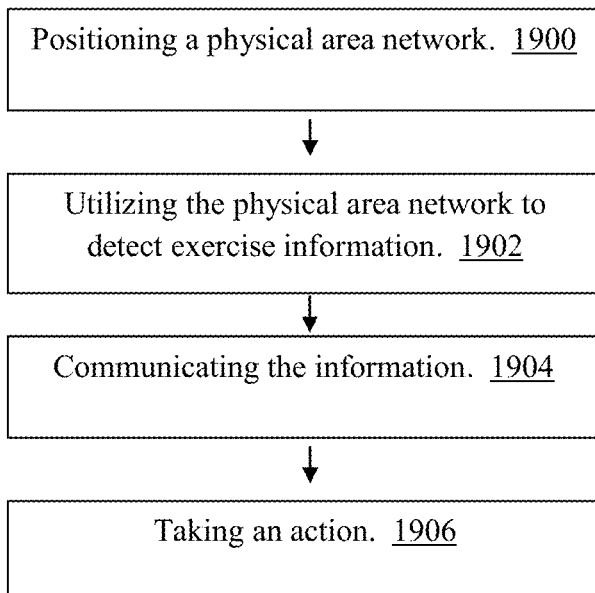 Positioning a physical area network. 1900
Utilizing the physical area network to
detect exercise information. 1902
Communicating the information. 1904
Taking an action. 1906